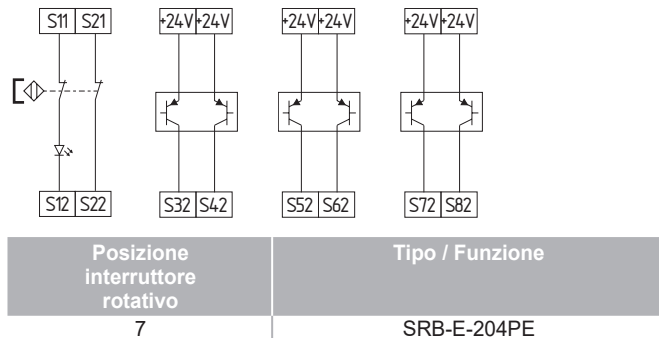 S11 S21 +24V +24V +24V +24V +24V +24V
S12 S22 S32 S42 S52 S62 S72 S82
Posizione
interruttore
rotativo
Tipo / Funzione
7 SRB-E-204PE